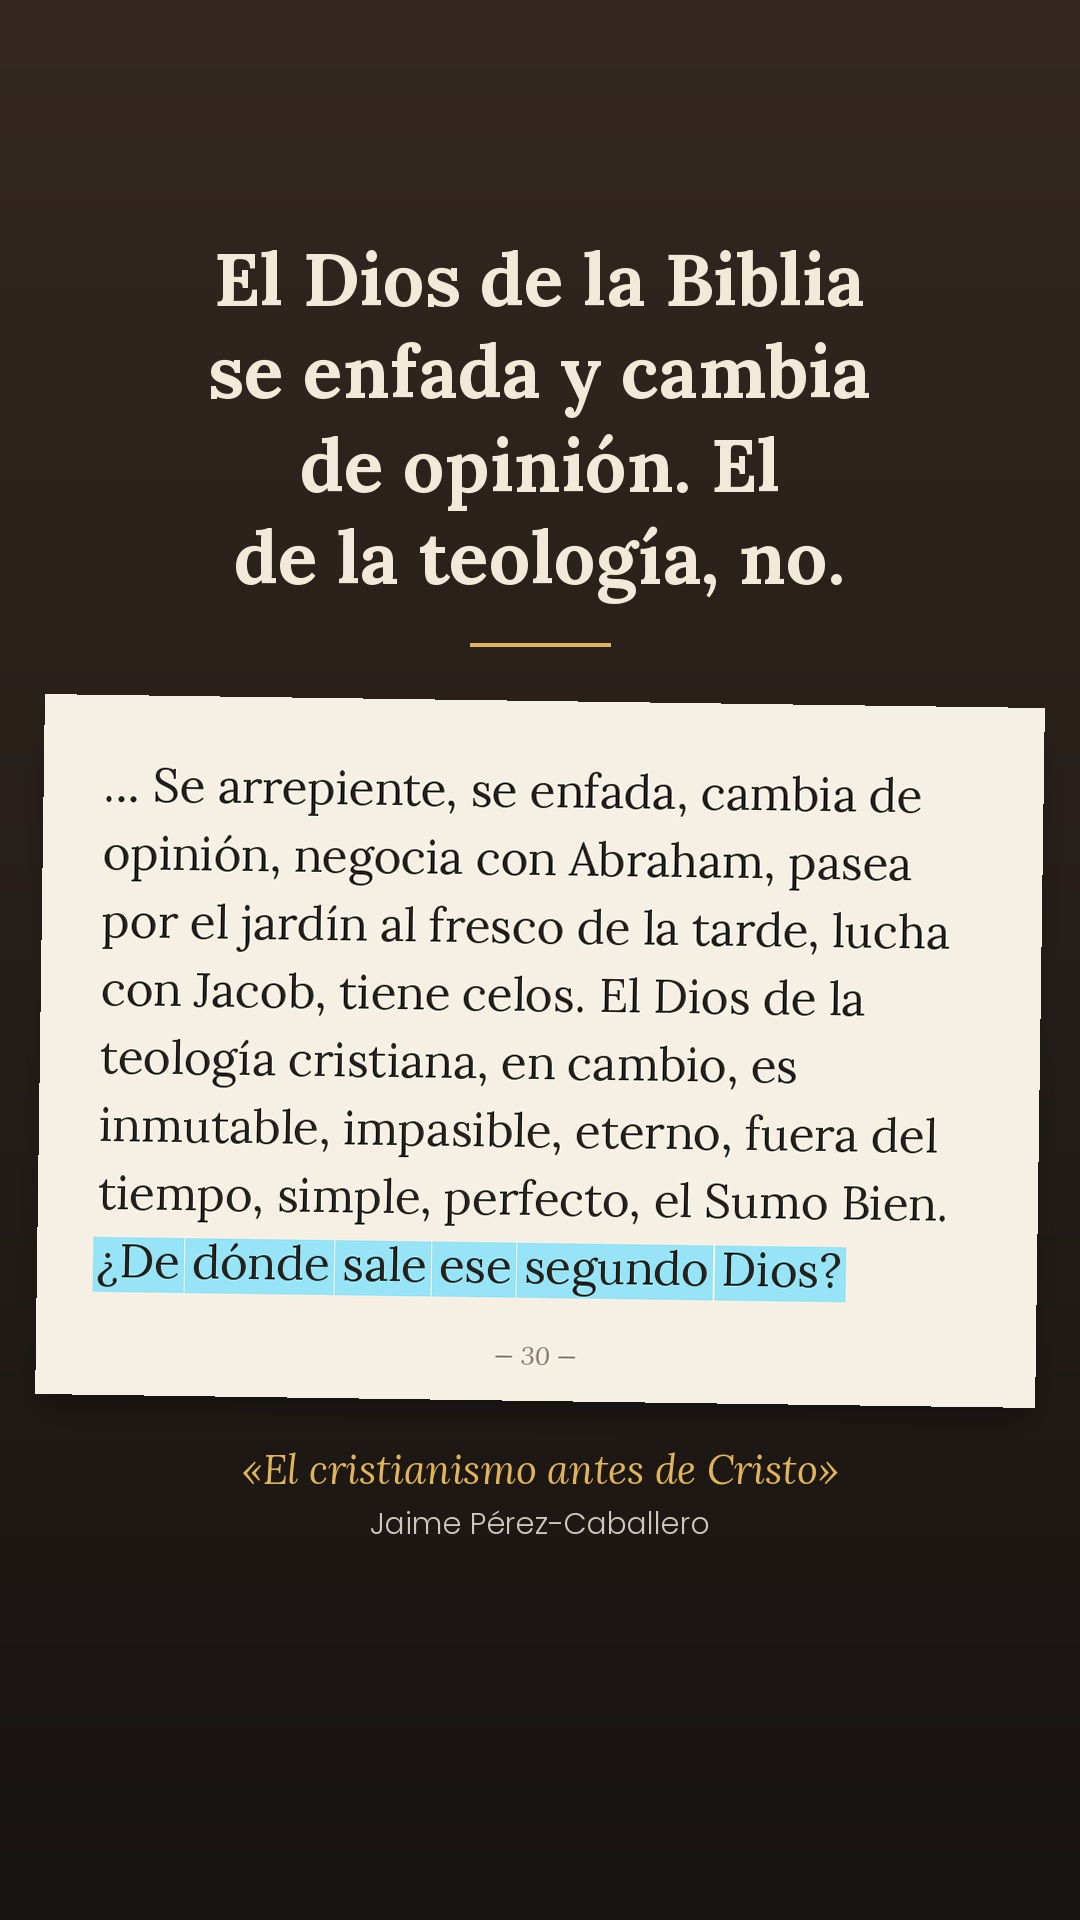 El Dios de la Biblia
se enfada y cambia
de opinión. El
de la teología, no.
... Se arrepiente, se enfada, cambia de
opinión, negocia con Abraham, pasea
por el jardín al fresco de la tarde, lucha
con Jacob, tiene celos. El Dios de la
teología cristiana, en cambio, es
inmutable, impasible, eterno, fuera del
tiempo, simple, perfecto, el Sumo Bien.
¿De dónde sale ese segundo Dios?
— 30 —
«El cristianismo antes de Cristo»
Jaime Pérez-Caballero